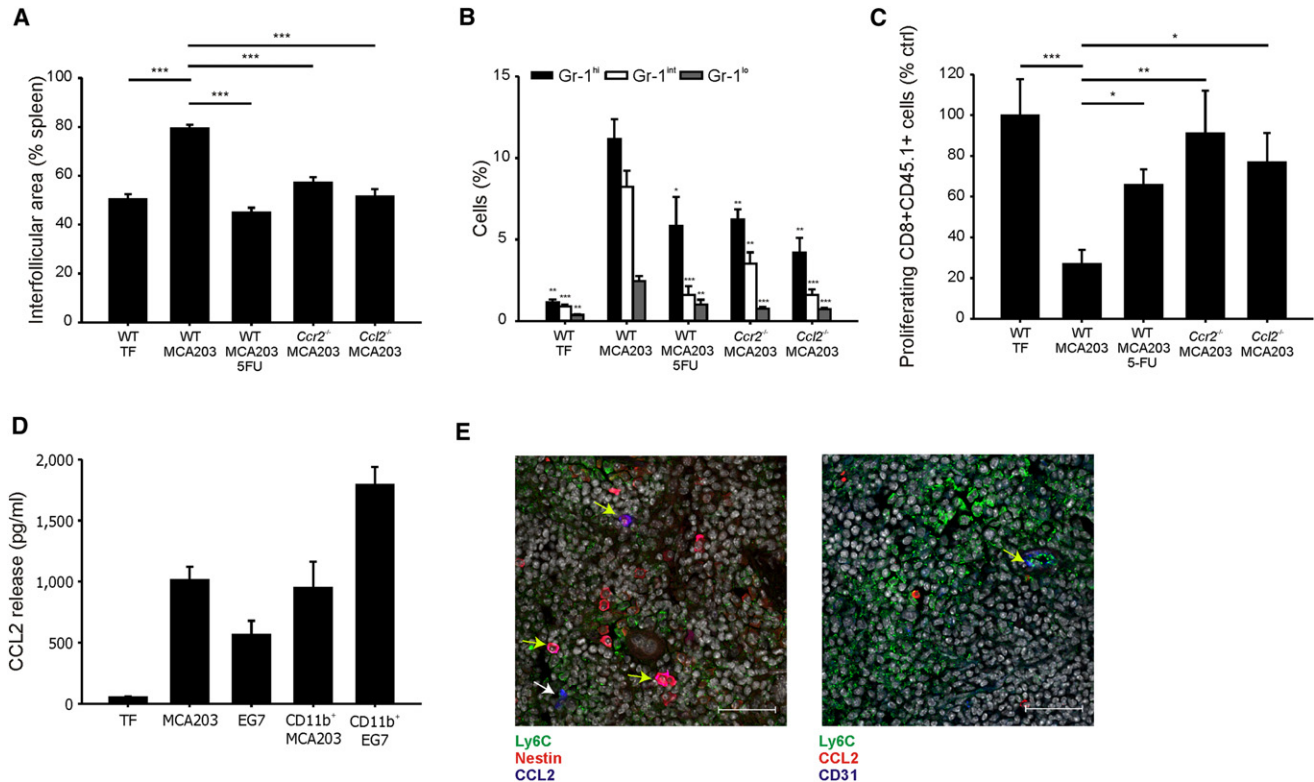 A
Interfollicular area (% spleen)
100
80
60
40
20
0
***
***
***
***
WT
TF
WT
MCA203
WT
MCA203
5FU
Ccr2-/-
MCA203
Ccl2-/-
MCA203
B
Gr-1hi Gr-1int Gr-1lo
Cells (%)
15
10
5
0
** *** **
* *** **
** ** ***
** *** ***
WT
TF
WT
MCA203
WT
MCA203
5FU
Ccr2-/-
MCA203
Ccl2-/-
MCA203
C
Proliferating CD8+CD45.1+ cells (% ctrl)
120
100
80
60
40
20
0
*
***
**
*
WT
TF
WT
MCA203
WT
MCA203
5-FU
Ccr2-/-
MCA203
Ccl2-/-
MCA203
D
CCL2 release (pg/ml)
2,000
1,500
1,000
500
0
TF
MCA203
EG7
CD11b+
MCA203
CD11b+
EG7
E
Ly6C
Nestin
CCL2
Ly6C
CCL2
CD31